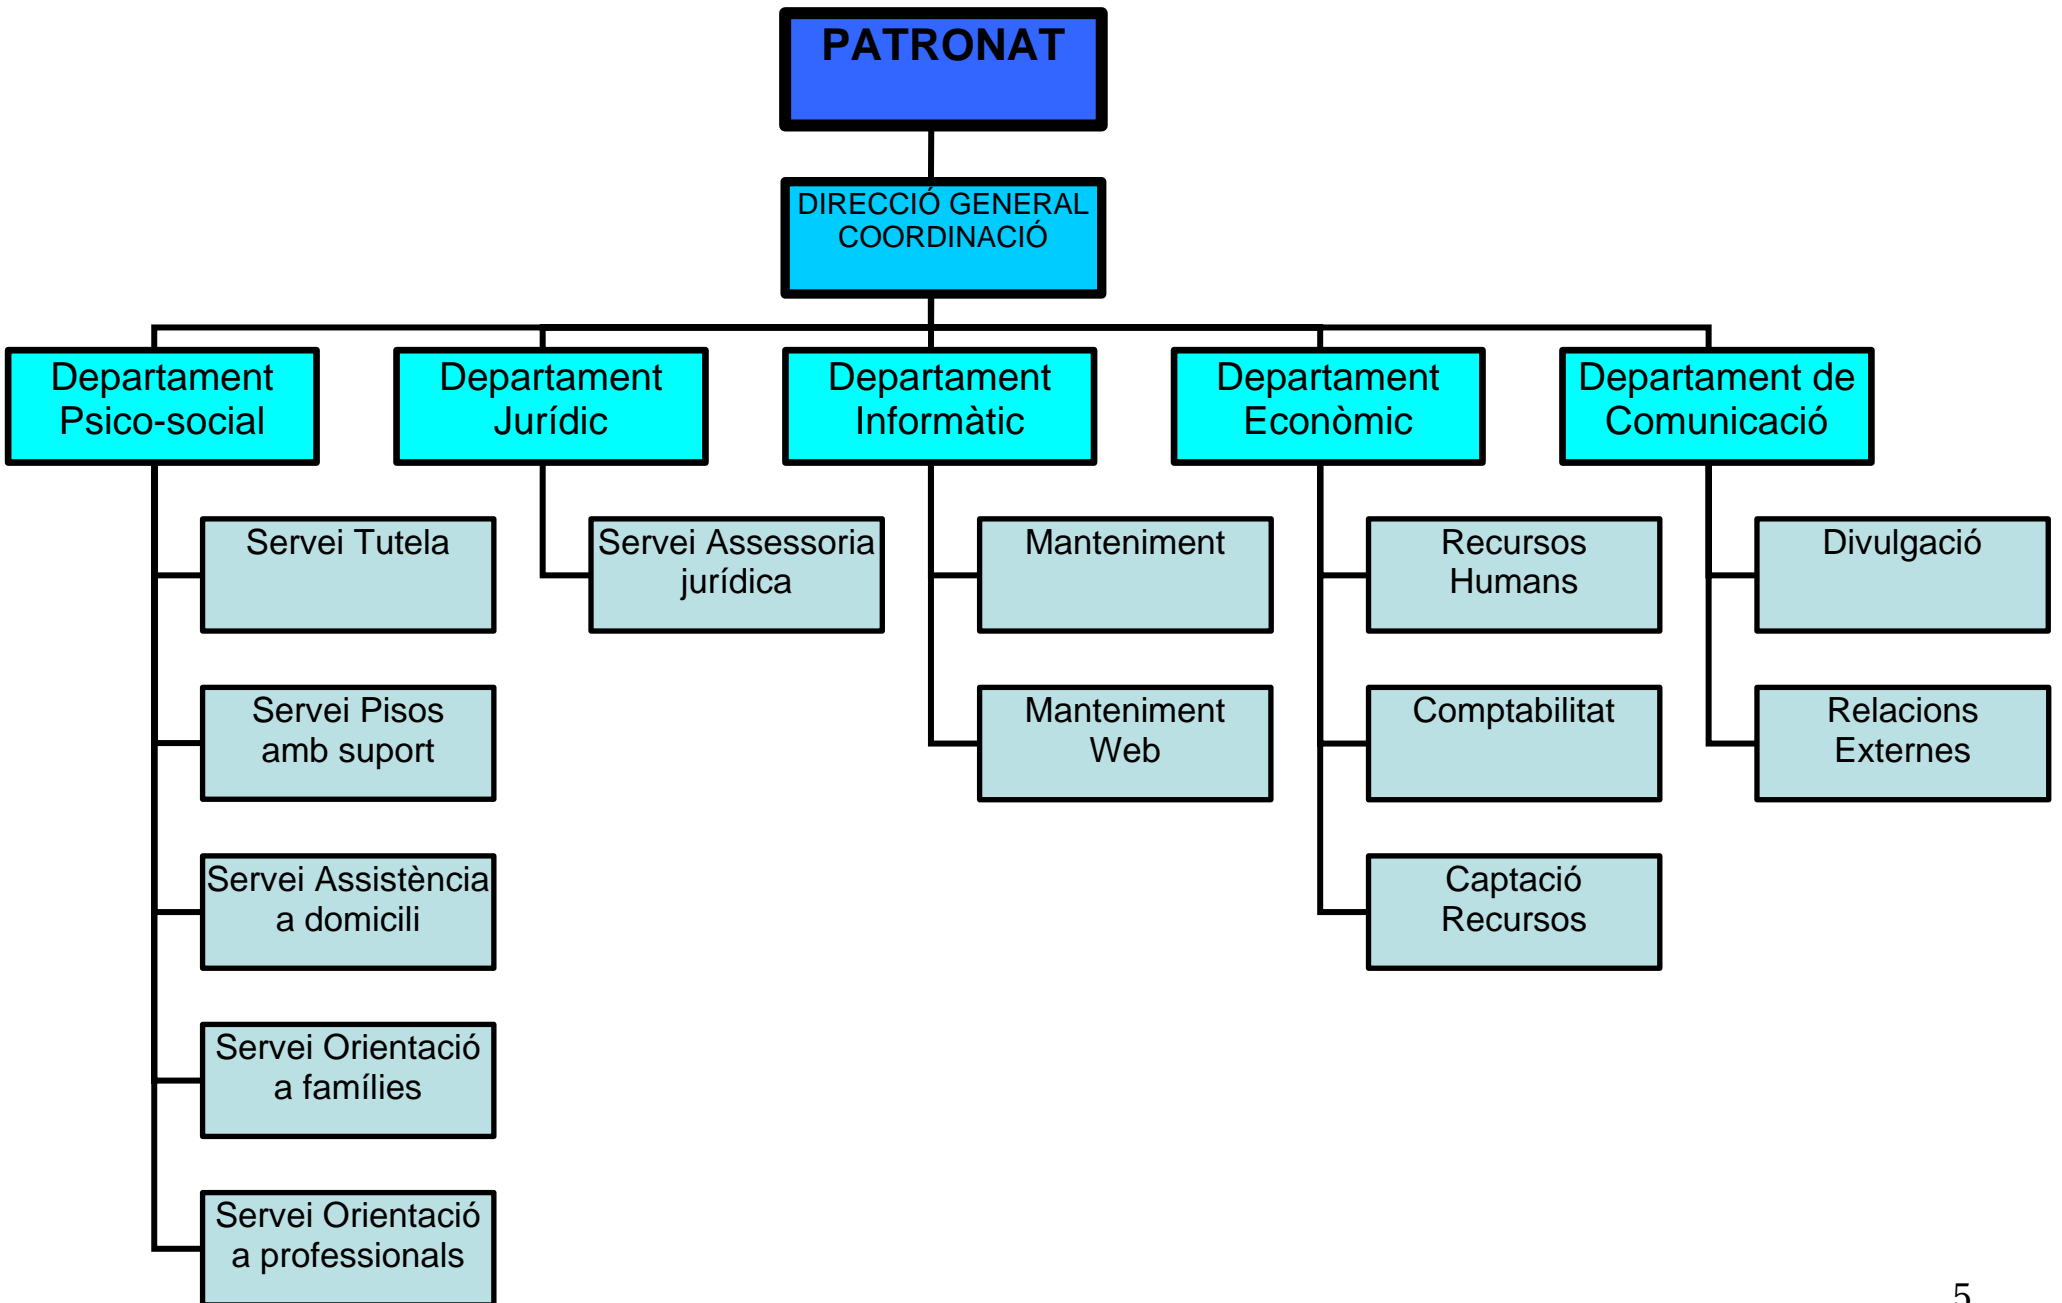 PATRONAT
DIRECCIÓ GENERAL
COORDINACIÓ
Departament
Psico-social
Departament
Jurídic
Departament
Informàtic
Departament
Econòmic
Departament de
Comunicació
Servei Tutela
Servei Assessoria
jurídica
Manteniment
Recursos
Humans
Divulgació
Servei Pisos
amb suport
Manteniment
Web
Comptabilitat
Relacions
Externes
Servei Assistència
a domicili
Captació
Recursos
Servei Orientació
a famílies
Servei Orientació
a professionals
5